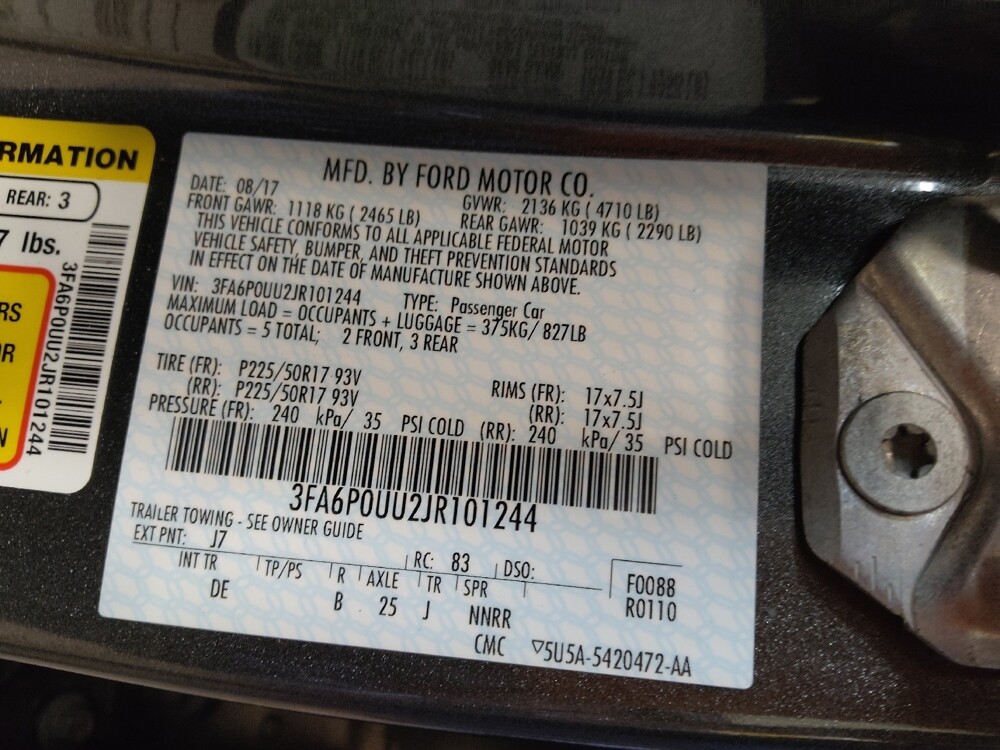 RMATION
REAR: 3
7 lbs.
RS
OR
N
3FA6P0UU2JR101244
MFD. BY FORD MOTOR CO.
DATE: 08/17 GVWR: 2136 KG ( 4710 LB)
FRONT GAWR: 1118 KG ( 2465 LB) REAR GAWR: 1039 KG ( 2290 LB)
THIS VEHICLE CONFORMS TO ALL APPLICABLE FEDERAL MOTOR
VEHICLE SAFETY, BUMPER, AND THEFT PREVENTION STANDARDS
IN EFFECT ON THE DATE OF MANUFACTURE SHOWN ABOVE.
VIN: 3FA6P0UU2JR101244 TYPE: Passenger Car
MAXIMUM LOAD = OCCUPANTS + LUGGAGE = 375KG/ 827LB
OCCUPANTS = 5 TOTAL; 2 FRONT, 3 REAR
TIRE (FR): P225/50R17 93V RIMS (FR): 17x7.5J
(RR): P225/50R17 93V (RR): 17x7.5J
PRESSURE (FR): 240 kPa/ 35 PSI COLD (RR): 240 kPa/ 35 PSI COLD
3FA6P0UU2JR101244
TRAILER TOWING - SEE OWNER GUIDE
EXT PNT: J7 RC: 83 DSO:
INT TR TP/PS R AXLE TR SPR F0088
DE B 25 J NNRR R0110
CMC ▽5U5A-5420472-AA